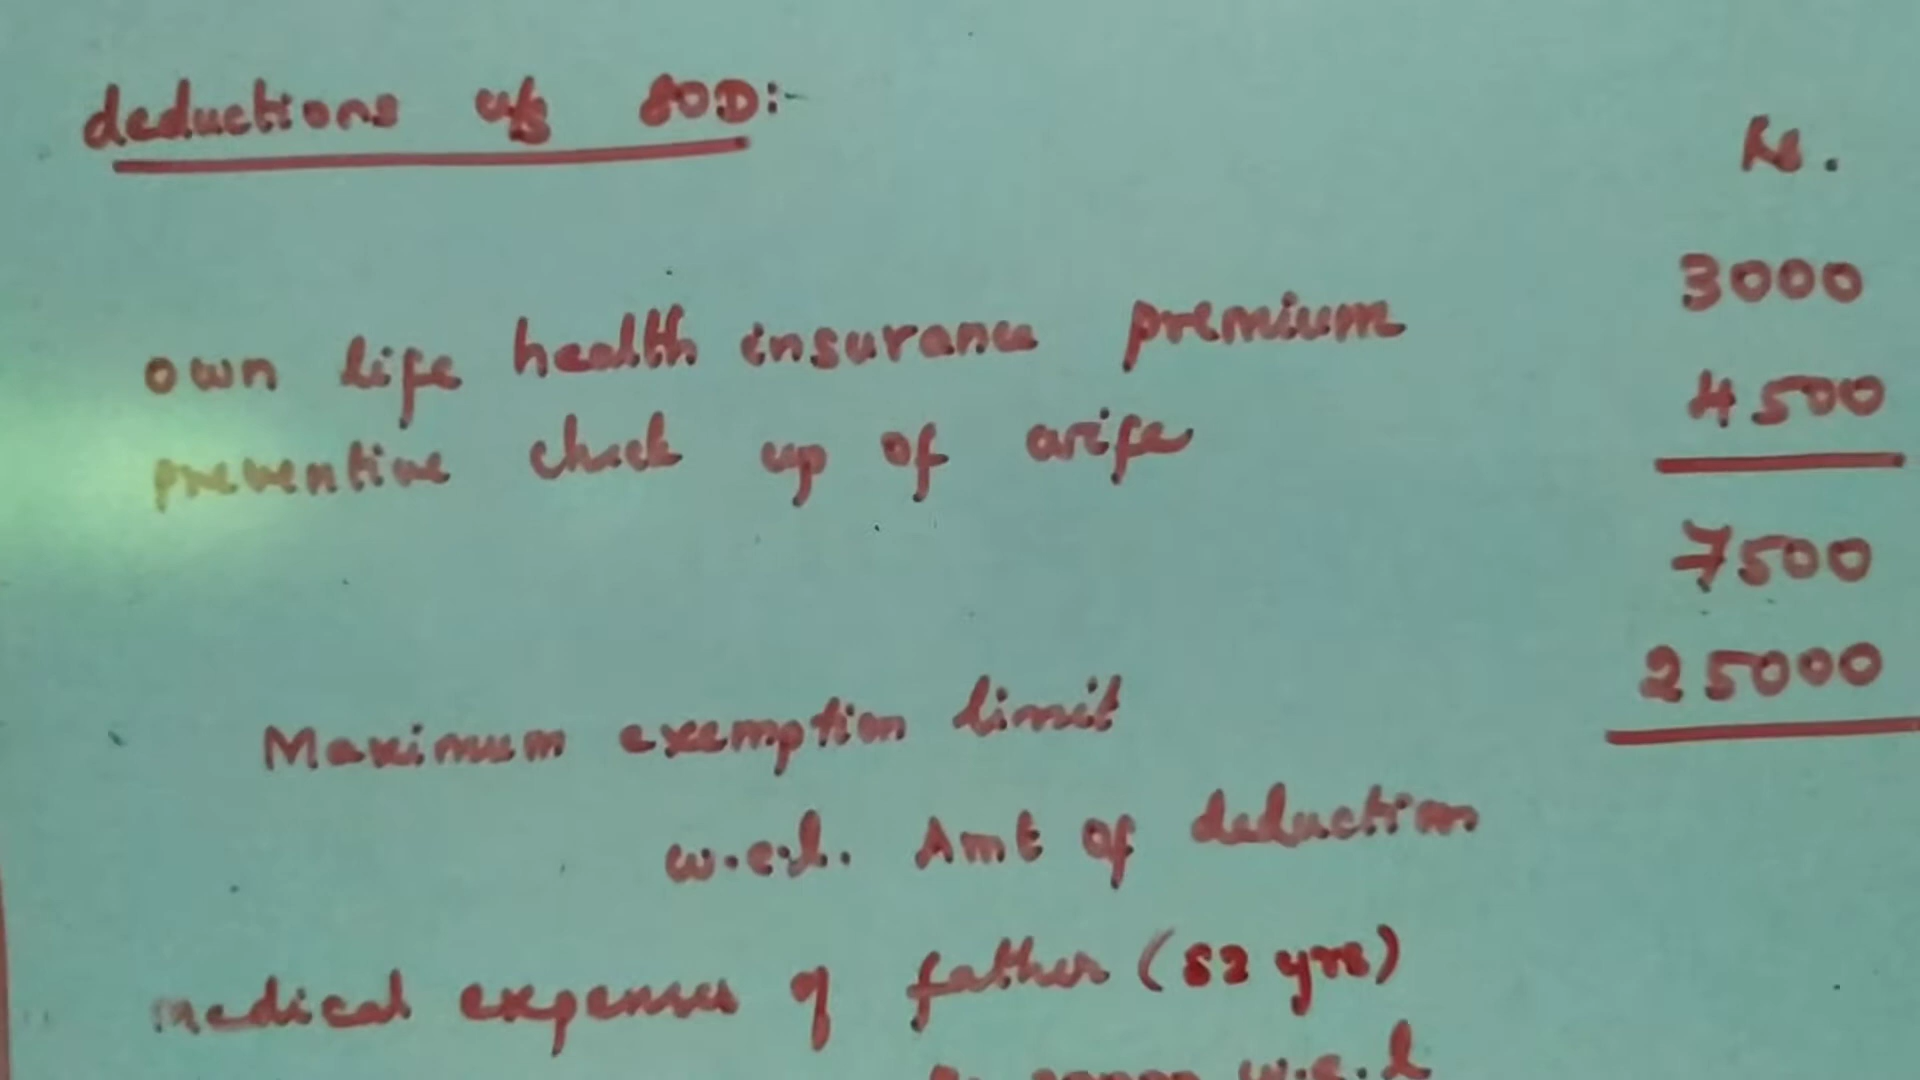 deductions u/s 80D:-
Rs.
own life health insurance premium 3000
preventive check up of wife 4500
7500
Maximum exemption limit 25000
w.e.l. Amt of deduction
medical expenses of father (82 yrs)
w.e.l